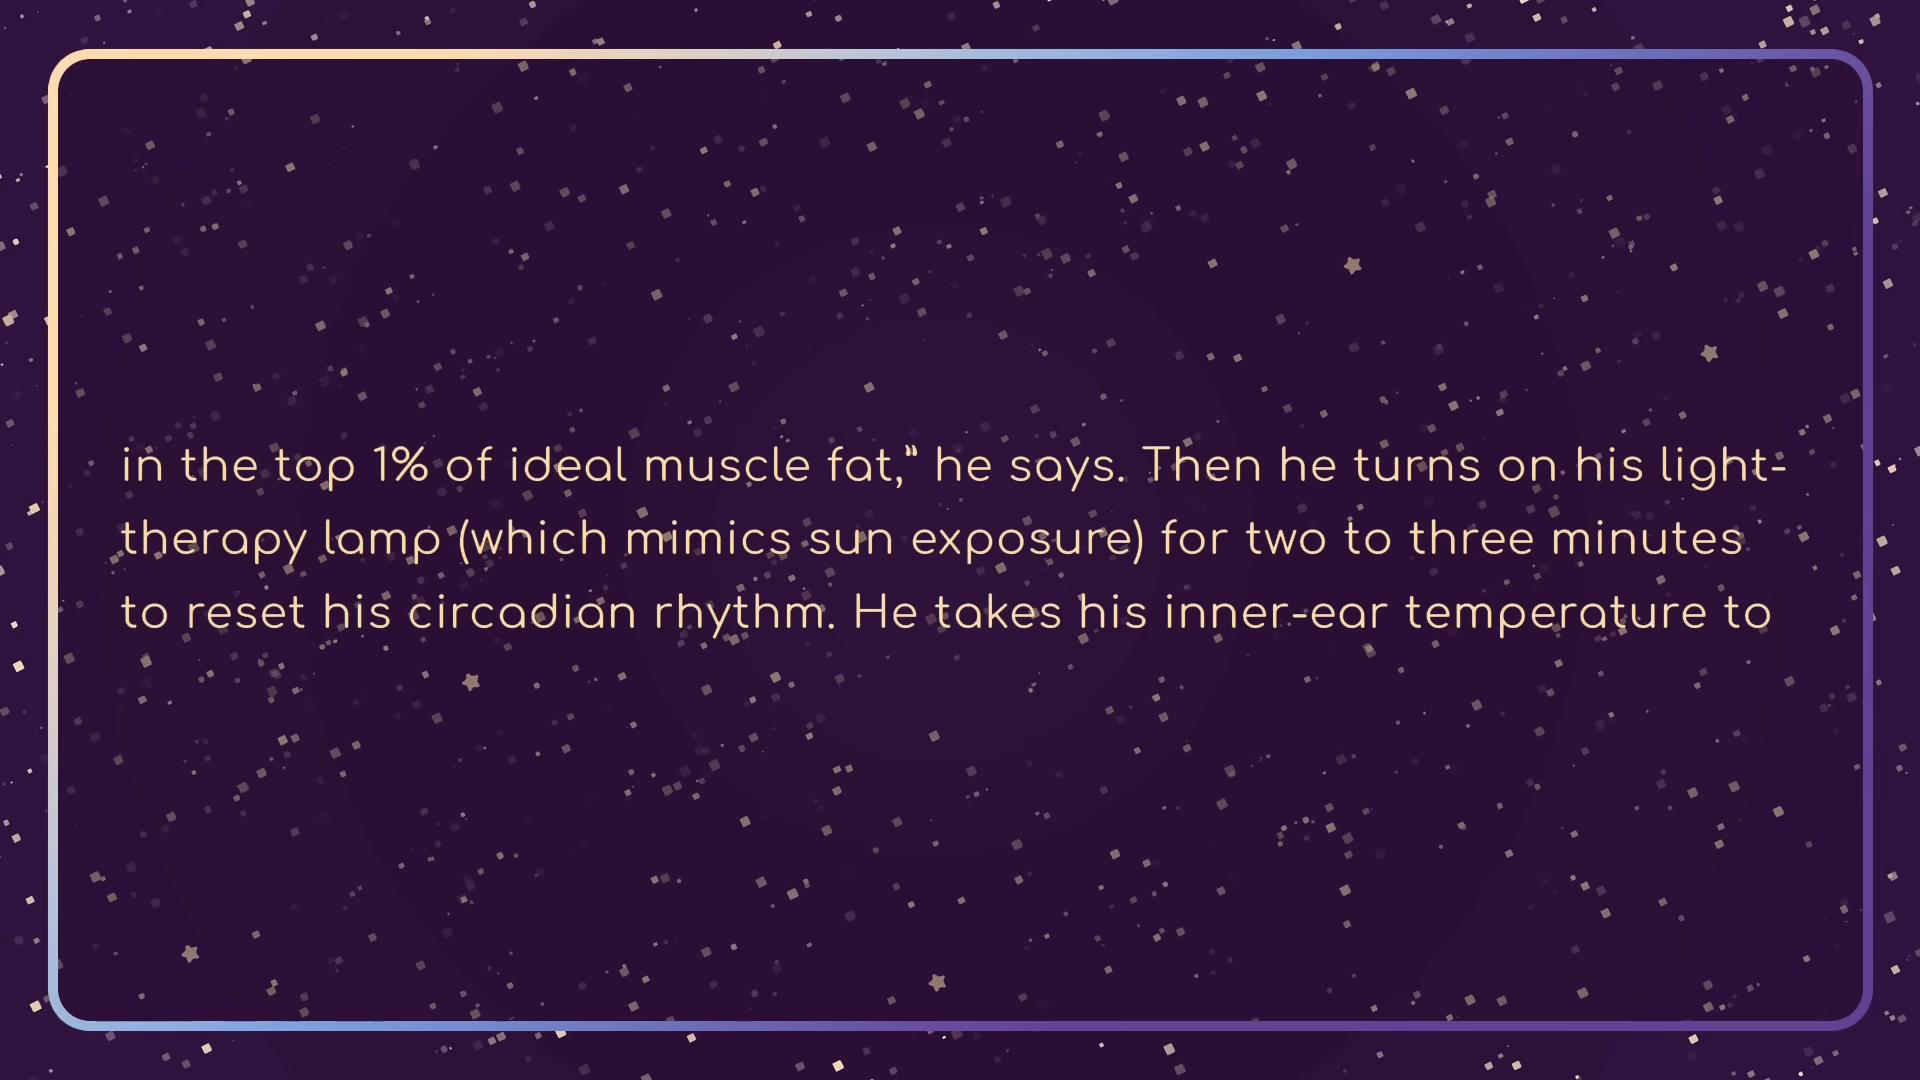 in the top 1% of ideal muscle fat,” he says. Then he turns on his light-
therapy lamp (which mimics sun exposure) for two to three minutes
to reset his circadian rhythm. He takes his inner-ear temperature to